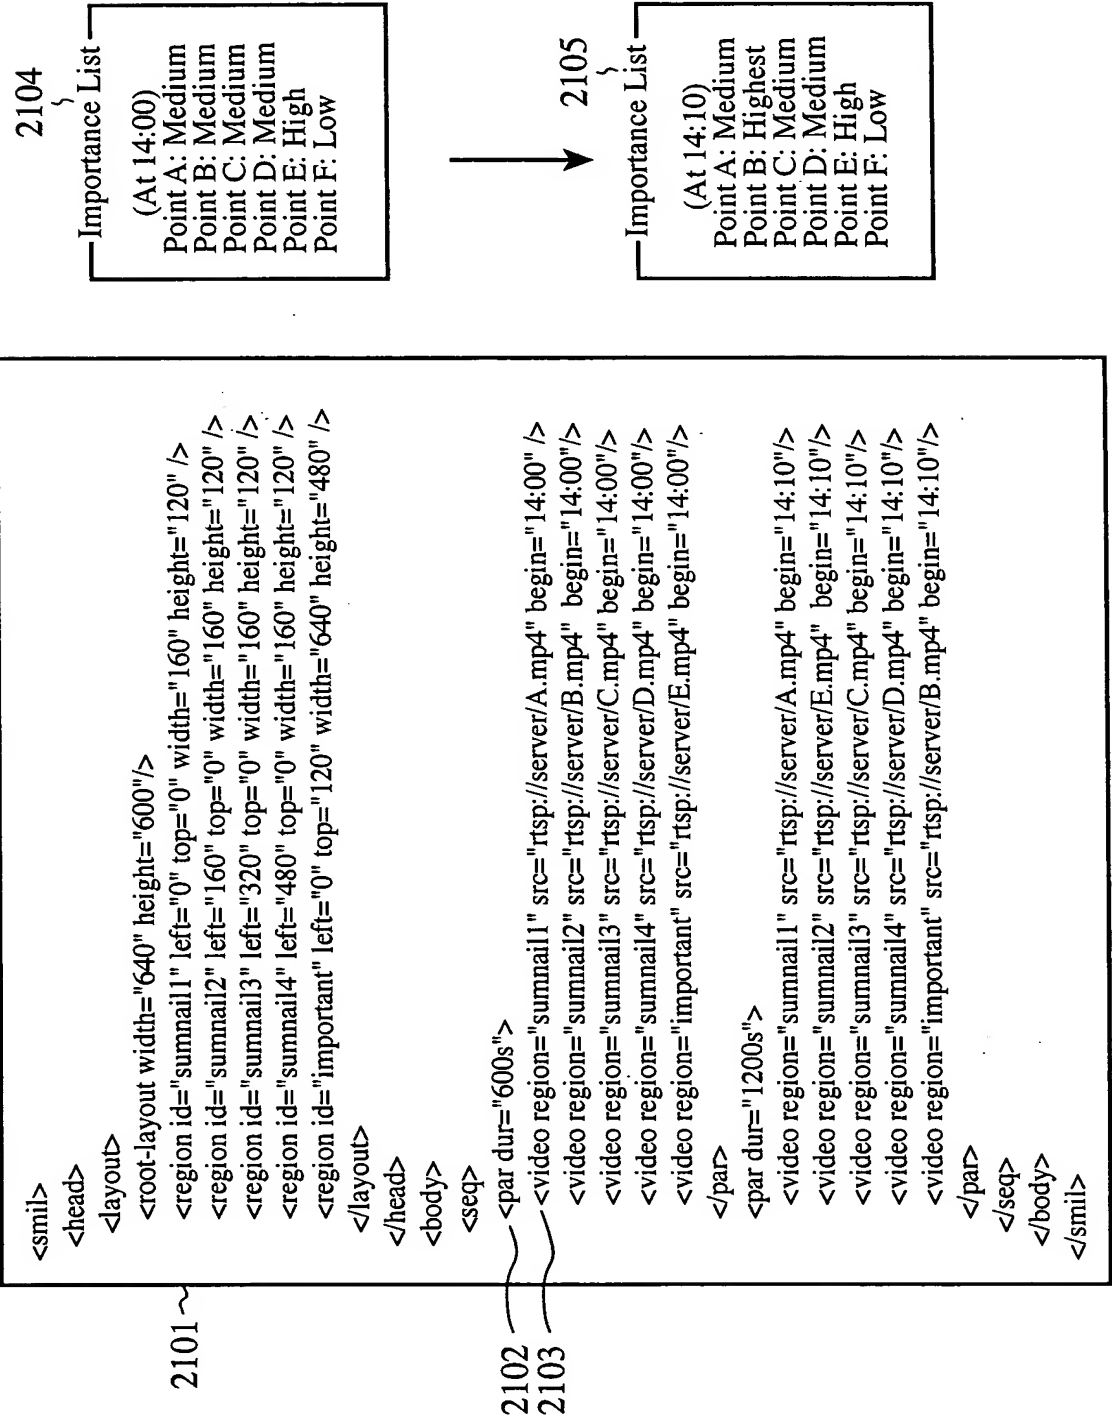 2101
<smil>
<head>
<layout>
<root-layout width="640" height="600"/>
<region id="sumnail1" left="0" top="0" width="160" height="120" />
<region id="sumnail2" left="160" top="0" width="160" height="120" />
<region id="sumnail3" left="320" top="0" width="160" height="120" />
<region id="sumnail4" left="480" top="0" width="160" height="120" />
<region id="important" left="0" top="120" width="640" height="480" />
</layout>
</head>
<body>
<seq>
2102
<par dur="600s">
2103
<video region="sumnail1" src="rtsp://server/A.mp4" begin="14:00" />
<video region="sumnail2" src="rtsp://server/B.mp4" begin="14:00"/>
<video region="sumnail3" src="rtsp://server/C.mp4" begin="14:00"/>
<video region="sumnail4" src="rtsp://server/D.mp4" begin="14:00"/>
<video region="important" src="rtsp://server/E.mp4" begin="14:00"/>
</par>
<par dur="1200s">
<video region="sumnail1" src="rtsp://server/A.mp4" begin="14:10"/>
<video region="sumnail2" src="rtsp://server/E.mp4" begin="14:10"/>
<video region="sumnail3" src="rtsp://server/C.mp4" begin="14:10"/>
<video region="sumnail4" src="rtsp://server/D.mp4" begin="14:10"/>
<video region="important" src="rtsp://server/B.mp4" begin="14:10"/>
</par>
</seq>
</body>
</smil>
2104
Importance List
(At 14:00)
Point A: Medium
Point B: Medium
Point C: Medium
Point D: Medium
Point E: High
Point F: Low
2105
Importance List
(At 14:10)
Point A: Medium
Point B: Highest
Point C: Medium
Point D: Medium
Point E: High
Point F: Low